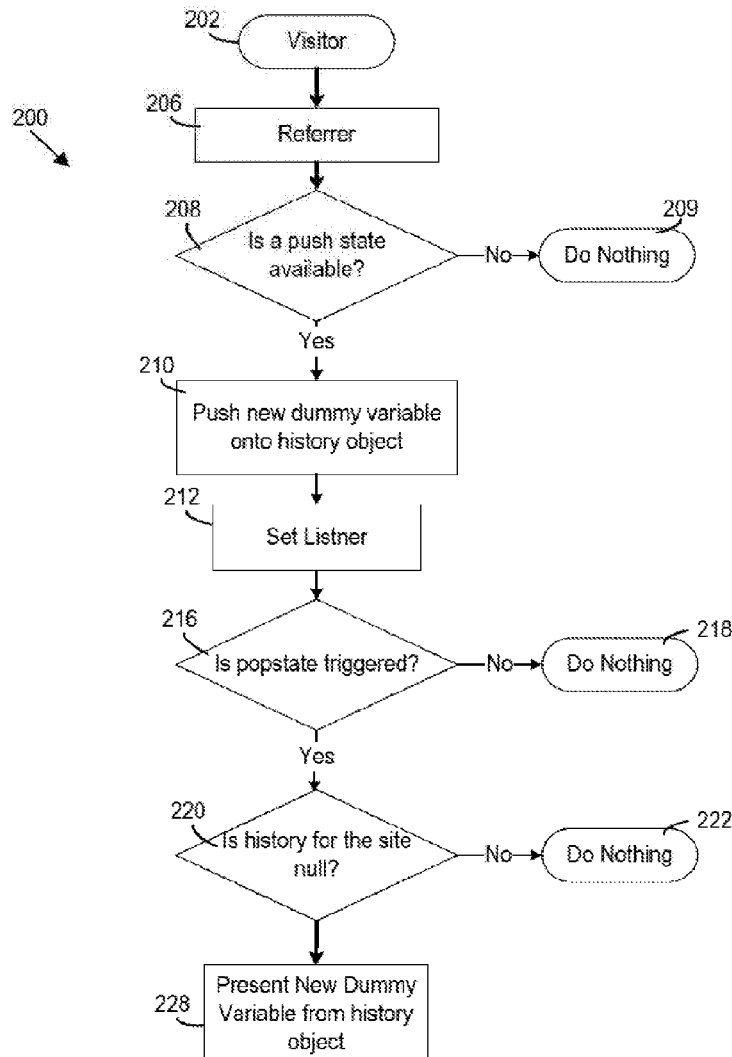 202
Visitor
200
206
Referrer
208
Is a push state
available?
No
209
Do Nothing
Yes
210
Push new dummy variable
onto history object
212
Set Listner
216
Is popstate triggered?
No
218
Do Nothing
Yes
220
Is history for the site
null?
No
222
Do Nothing
228
Present New Dummy
Variable from history
object